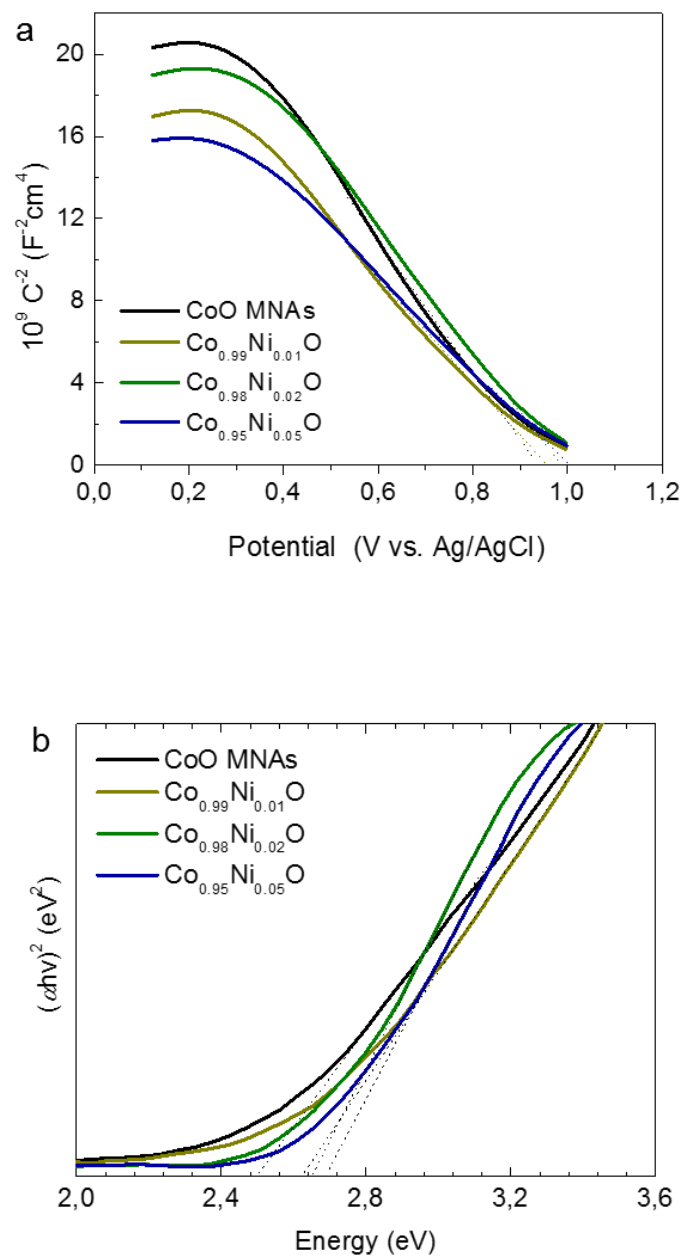 a
20
16
12
8
4
0
10⁹ C⁻² (F⁻²cm⁴)
CoO MNAs
Co₀.₉₉Ni₀.₀₁O
Co₀.₉₈Ni₀.₀₂O
Co₀.₉₅Ni₀.₀₅O
0,0 0,2 0,4 0,6 0,8 1,0 1,2
Potential (V vs. Ag/AgCl)
b
CoO MNAs
Co₀.₉₉Ni₀.₀₁O
Co₀.₉₈Ni₀.₀₂O
Co₀.₉₅Ni₀.₀₅O
(αhν)² (eV²)
2,0 2,4 2,8 3,2 3,6
Energy (eV)